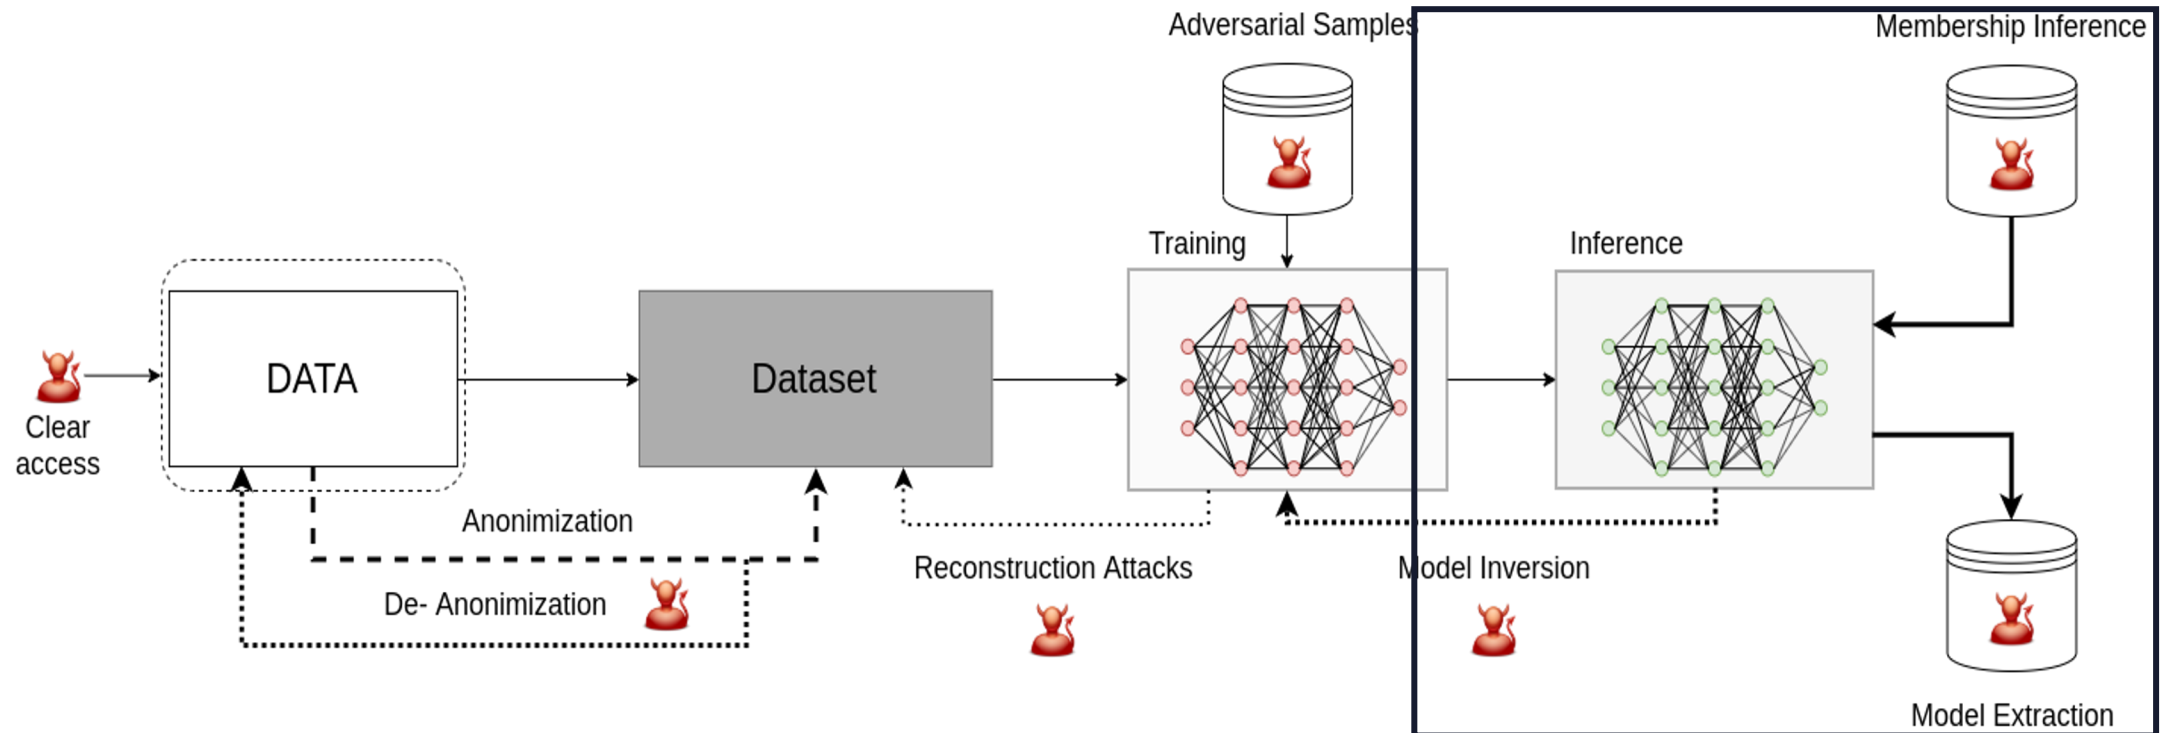 Adversarial Samples
Membership Inference
Training
Inference
DATA
Dataset
Clear
access
Anonimization
De- Anonimization
Reconstruction Attacks
Model Inversion
Model Extraction